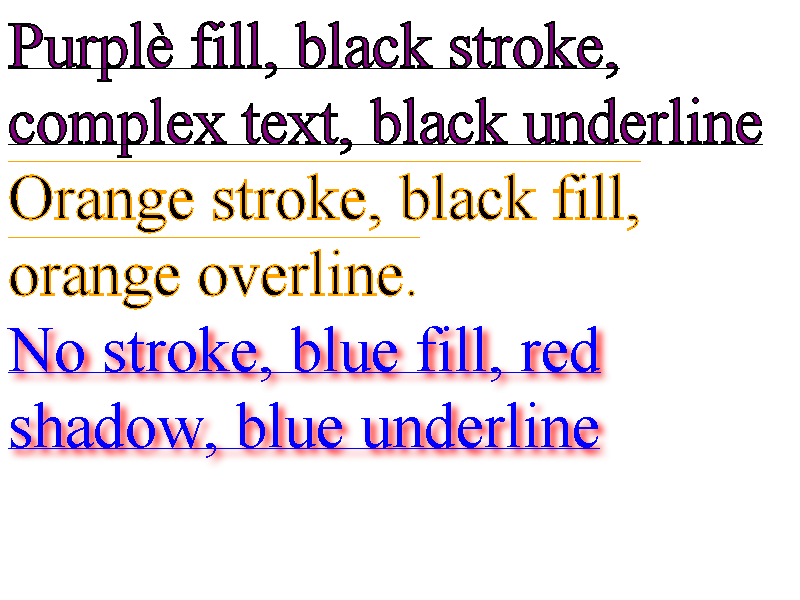 Purplè fill, black stroke,
complex text, black underline
Orange stroke, black fill,
orange overline.
No stroke, blue fill, red
shadow, blue underline